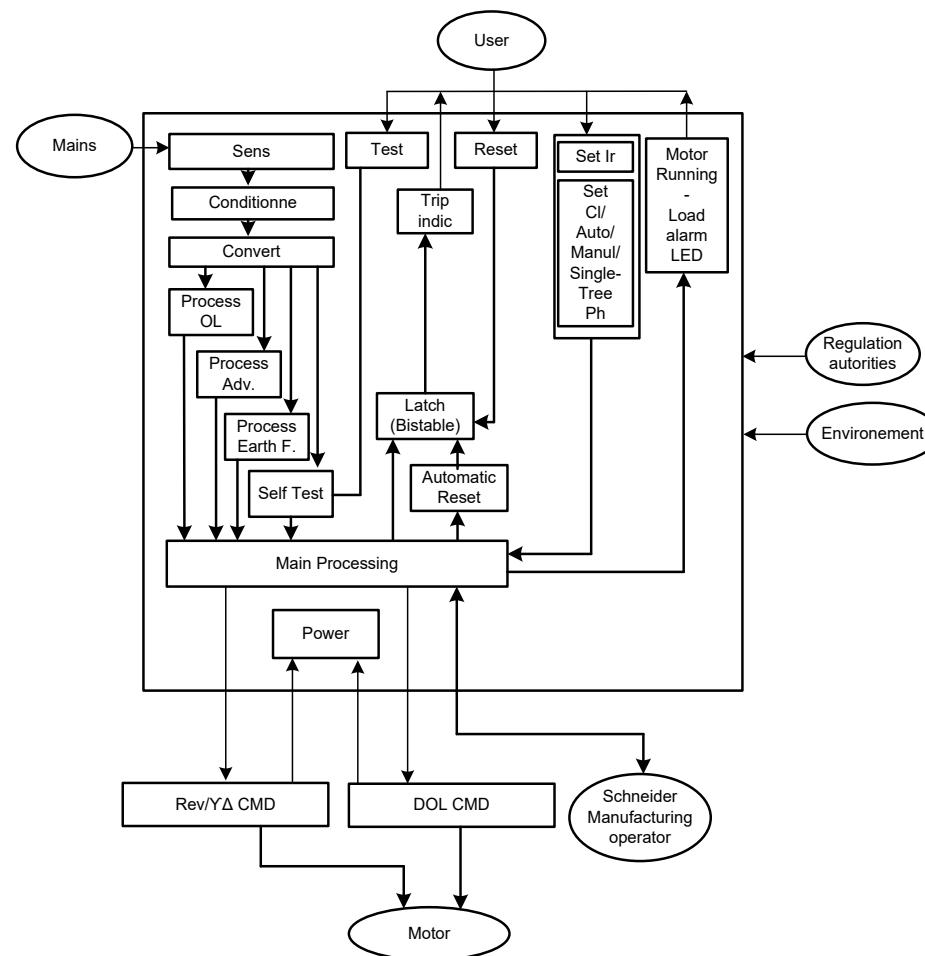 User
Mains
Sens
Test
Reset
Set Ir
Motor
Running
-
Load
alarm
LED
Conditionne
Trip
indic
Set
Cl/
Auto/
Manul/
Single-
Tree
Ph
Convert
Process
OL
Process
Adv.
Process
Earth F.
Self Test
Latch
(Bistable)
Automatic
Reset
Regulation
autorities
Environement
Main Processing
Power
Rev/YΔ CMD
DOL CMD
Schneider
Manufacturing
operator
Motor